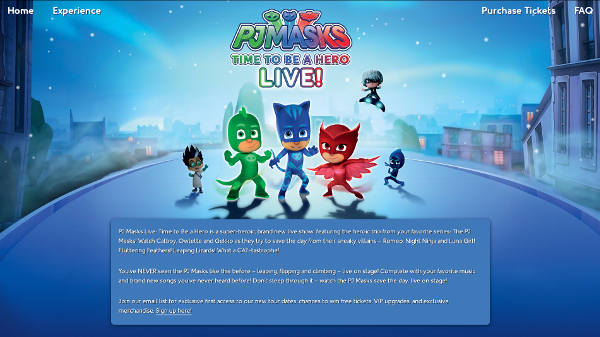 Home Experience Purchase Tickets FAQ
PJMASKS
TIME TO BE A HERO
LIVE!
PJ Masks Live: Time to Be a Hero is a super-heroic, brand new live show, featuring the heroic trio from your favorite series: The PJ
Masks! Watch Catboy, Owlette and Gekko as they try to save the day from their sneaky villains – Romeo, Night Ninja and Luna Girl!
Fluttering Feathers! Leaping Lizards! What a CAT-tastrophe!
You've NEVER seen the PJ Masks like this before – leaping, flipping and climbing – live on stage! Complete with your favorite music
and brand new songs you've never heard before! Don't sleep through it – watch the PJ Masks save the day, live on stage!
Join our email list for exclusive first access to our new tour dates, chances to win free tickets, VIP upgrades, and exclusive
merchandise. Sign up here!